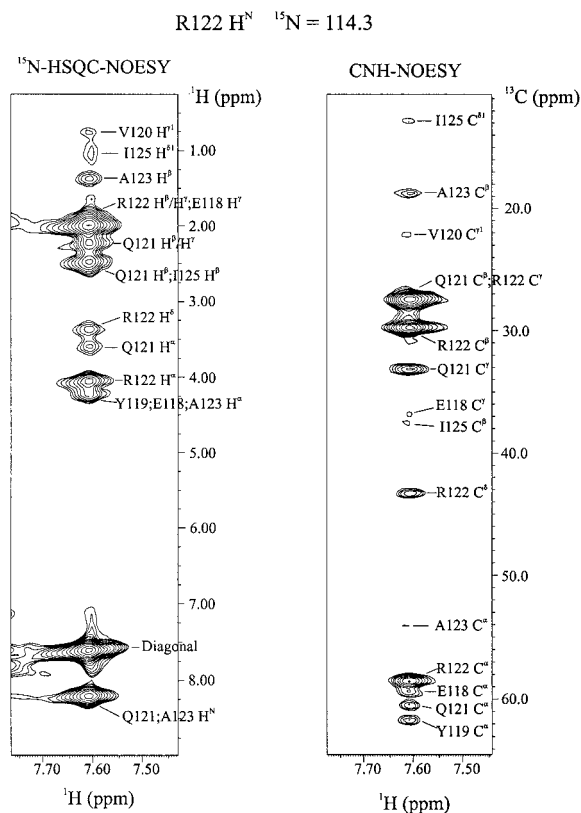 R122 Hᴺ ¹⁵N = 114.3
¹⁵N-HSQC-NOESY
¹H (ppm)
V120 H^γ1
1.00
I125 H^δ1
A123 H^β
R122 H^β/H^γ;E118 H^γ
2.00
Q121 H^β/H^γ
Q121 H^β;I125 H^β
3.00
R122 H^δ
Q121 H^α
R122 H^α
4.00
Y119;E118;A123 H^α
5.00
6.00
7.00
Diagonal
8.00
Q121;A123 H^N
7.70 7.60 7.50
¹H (ppm)
CNH-NOESY
¹³C (ppm)
I125 C^δ1
A123 C^β
20.0
V120 C^γ1
Q121 C^β;R122 C^γ
30.0
R122 C^β
Q121 C^γ
E118 C^γ
I125 C^β
40.0
R122 C^δ
50.0
A123 C^α
R122 C^α
E118 C^α
60.0
Q121 C^α
Y119 C^α
7.70 7.60 7.50
¹H (ppm)